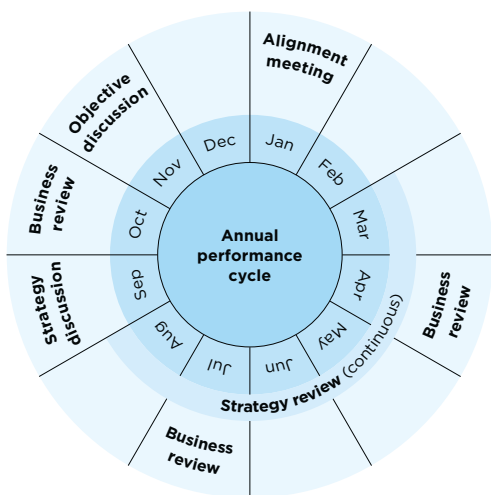 Annual
performance
cycle
Jan
Feb
Mar
Apr
May
Jun
Jul
Aug
Sep
Oct
Nov
Dec
Alignment
meeting
Business
review
Strategy review (continuous)
Business
review
Strategy
discussion
Business
review
Objective
discussion